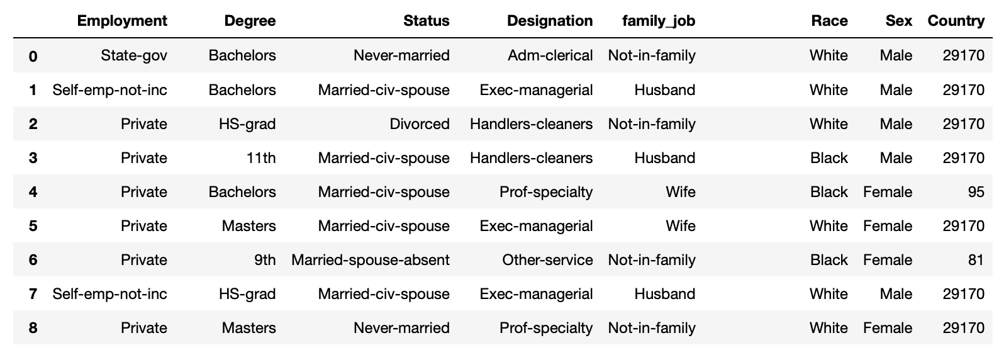 Employment Degree Status Designation family_job Race Sex Country
0 State-gov Bachelors Never-married Adm-clerical Not-in-family White Male 29170
1 Self-emp-not-inc Bachelors Married-civ-spouse Exec-managerial Husband White Male 29170
2 Private HS-grad Divorced Handlers-cleaners Not-in-family White Male 29170
3 Private 11th Married-civ-spouse Handlers-cleaners Husband Black Male 29170
4 Private Bachelors Married-civ-spouse Prof-specialty Wife Black Female 95
5 Private Masters Married-civ-spouse Exec-managerial Wife White Female 29170
6 Private 9th Married-spouse-absent Other-service Not-in-family Black Female 81
7 Self-emp-not-inc HS-grad Married-civ-spouse Exec-managerial Husband White Male 29170
8 Private Masters Never-married Prof-specialty Not-in-family White Female 29170